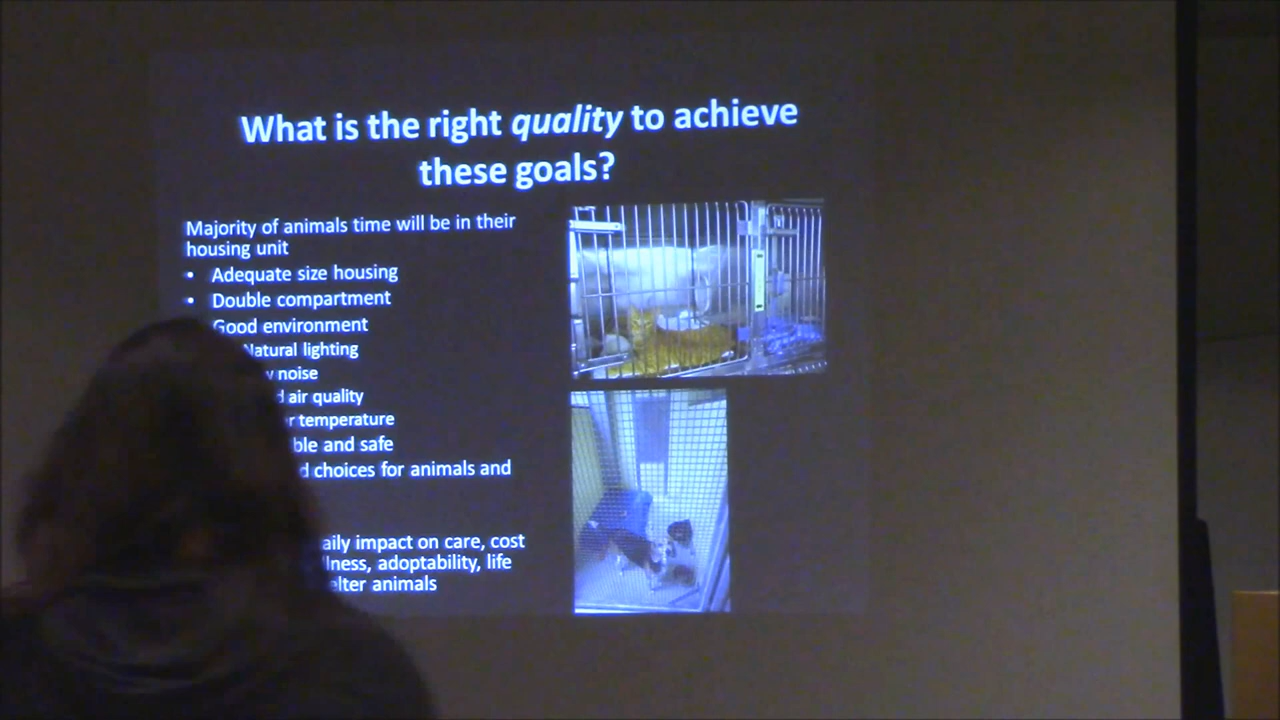 What is the right quality to achieve
these goals?
Majority of animals time will be in their
housing unit
• Adequate size housing
• Double compartment
Good environment
Natural lighting
noise
air quality
temperature
and safe
choices for animals and
impact on care, cost
adoptability, life
animals